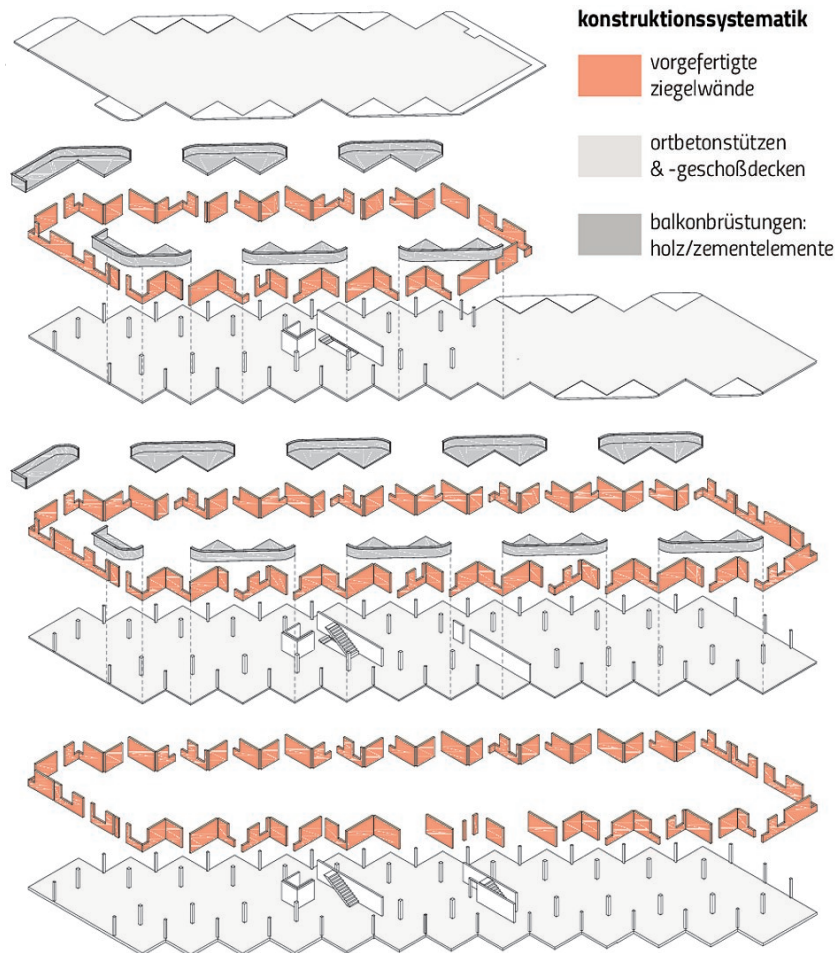 konstruktionssystematik
vorgefertigte
ziegelwände
ortbetonstützen
& -geschoßdecken
balkonbrüstungen:
holz/zementelemente